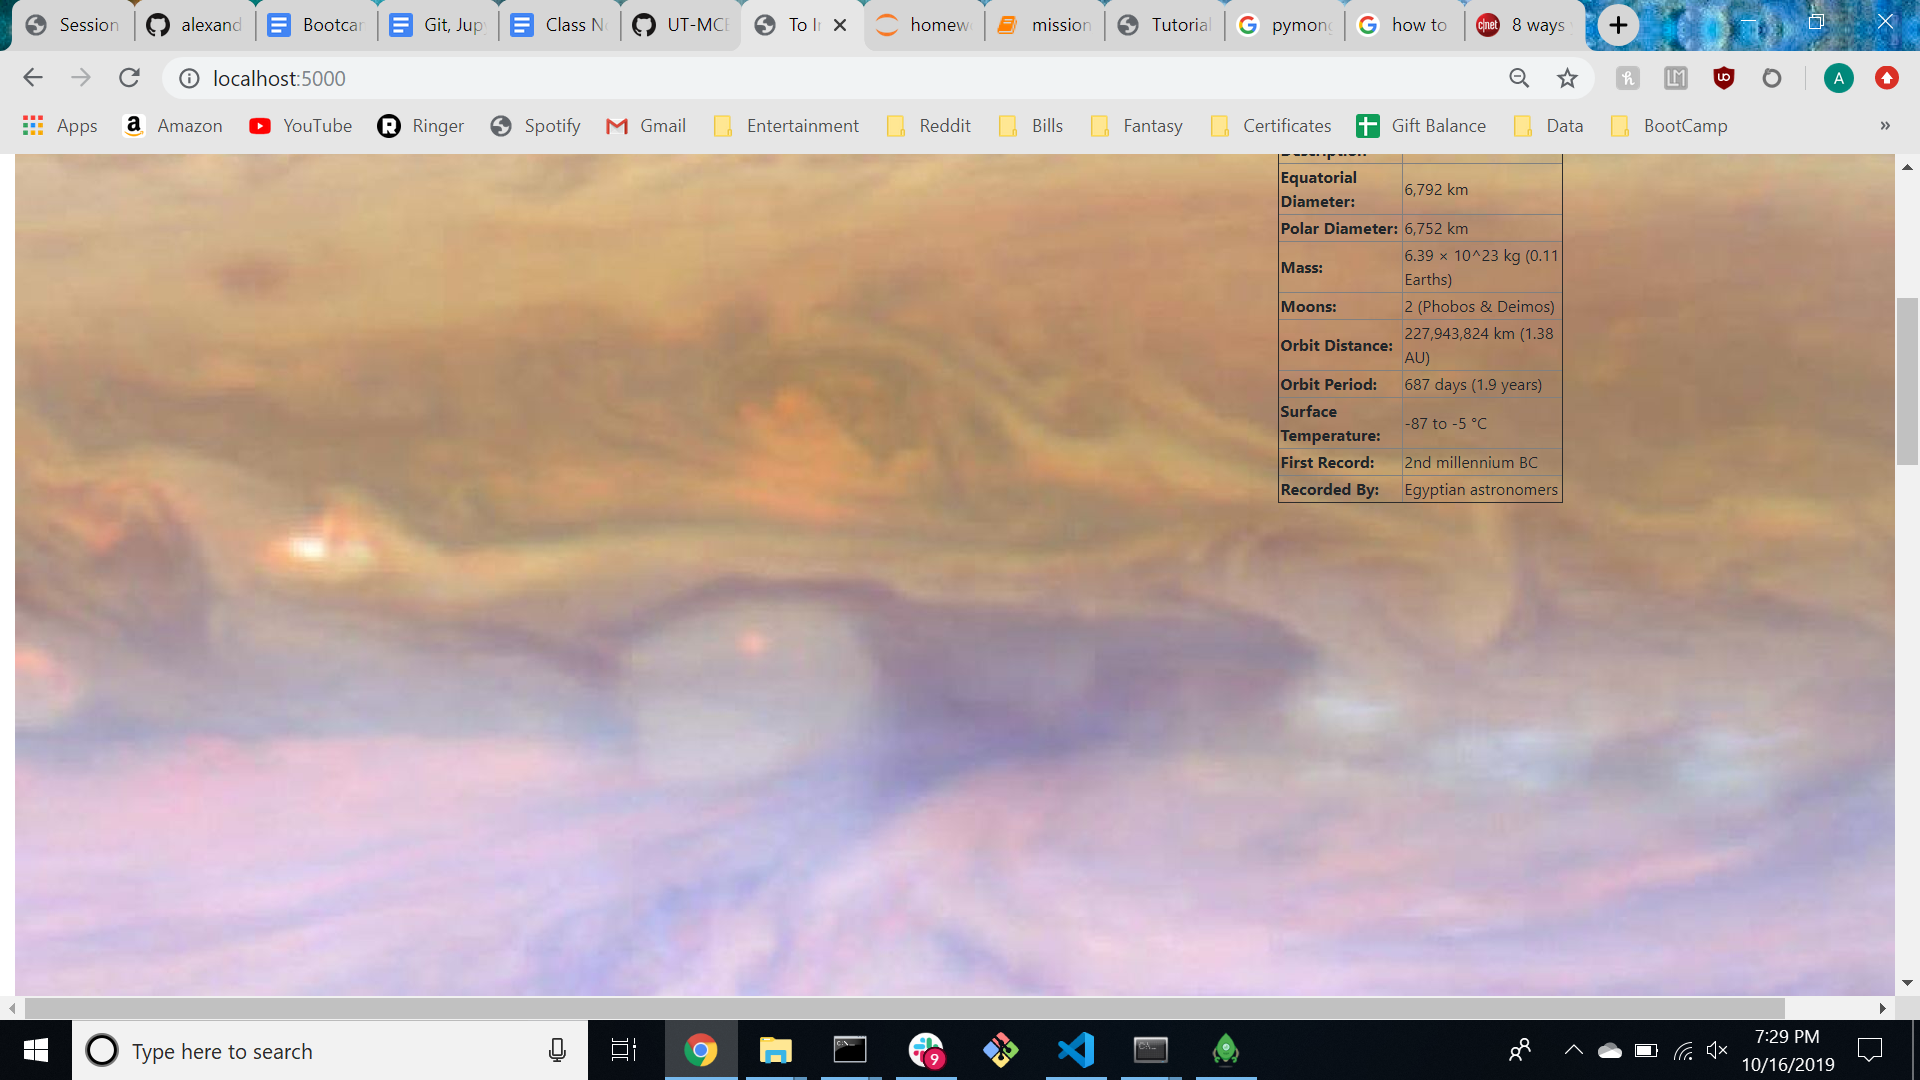 Session
alexand
Bootcar
Git, Jup
Class No
UT-MCB
To I
homew
mission
Tutorial
pymong
how to
8 ways
localhost:5000
Apps
Amazon
YouTube
Ringer
Spotify
Gmail
Entertainment
Reddit
Bills
Fantasy
Certificates
Gift Balance
Data
BootCamp
»
Description
Equatorial
Diameter:
6,792 km
Polar Diameter:
6,752 km
Mass:
6.39 × 10^23 kg (0.11
Earths)
Moons:
2 (Phobos & Deimos)
Orbit Distance:
227,943,824 km (1.38
AU)
Orbit Period:
687 days (1.9 years)
Surface
Temperature:
-87 to -5 °C
First Record:
2nd millennium BC
Recorded By:
Egyptian astronomers
Type here to search
9
7:29 PM
10/16/2019